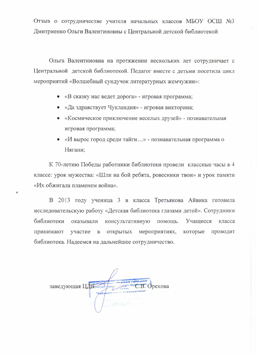 Отзыв о сотрудничестве учителя начальных классов МБОУ ОСШ №3
Дмитриенко Ольги Валентиновны с Центральной детской библиотекой
Ольга Валентиновна на протяжении нескольких лет сотрудничает с
Центральной детской библиотекой. Педагог вместе с детьми посетили цикл
мероприятий «Волшебный сундучок литературных жемчужин»:
• «В сказку нас ведет дорога» - игровая программа;
• «Да здравствует Чукландия» - игровая викторина;
• «Космическое приключение веселых друзей» - познавательная
игровая программа;
• «И вырос город среди тайги…» - познавательная программа о
Нягани;
К 70-летию Победы работники библиотеки провели классные часы в 4
классе: урок мужества: «Шли на бой ребята, ровесники твои» и урок памяти
«Их обжигала пламенем война».
В 2013 году ученица 3 в класса Третьякова Айвика готовила
исследовательскую работу «Детская библиотека глазами детей». Сотрудники
библиотеки оказывали консультативную помощь. Учащиеся класса
принимают участие в открытых мероприятиях, которые проводит
библиотека. Надеемся на дальнейшее сотрудничество.
заведующая ЦДБ С.В. Орехова